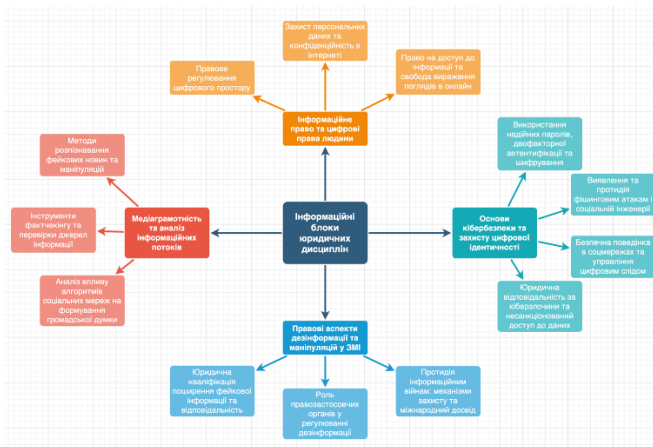 Захист персональних
даних та
конфіденційність в
інтернеті
Правове
регулювання
цифрового простору
Право на доступ до
інформації та
свобода вираження
поглядів в онлайн
Інформаційне
право та цифрові
права людини
Методи
розпізнавання
фейкових новин та
маніпуляцій
Інструменти
фактчекінгу та
перевірки джерел
інформації
Аналіз впливу
алгоритмів
соціальних мереж на
формування
громадської думки
Медіаграмотність
та аналіз
інформаційних
потоків
Інформаційні
блоки
юридичних
дисциплін
Основи
кібербезпеки та
захисту цифрової
ідентичності
Використання
надійних паролів,
двофакторної
автентифікації та
шифрування
Виявлення та
протидія
фішинговим атакам і
соціальній інженерії
Безпечна поведінка
в соцмережах та
управління
цифровим слідом
Юридична
відповідальність за
кіберзлочини та
несанкціонований
доступ до даних
Правові аспекти
дезінформації та
маніпуляцій у ЗМІ
Юридична
кваліфікація
поширення фейкової
інформації та
відповідальність
Роль
правозастосовчих
органів у
регулюванні
дезінформації
Протидія
інформаційним
війнам: механізми
захисту та
міжнародний досвід